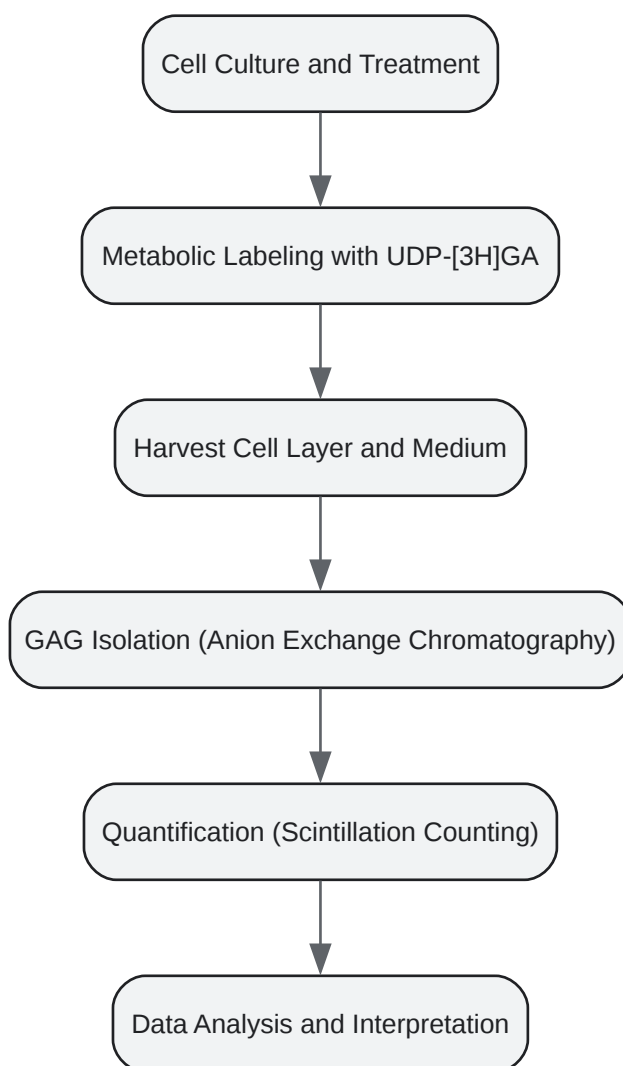 Cell Culture and Treatment
Metabolic Labeling with UDP-[3H]GA
Harvest Cell Layer and Medium
GAG Isolation (Anion Exchange Chromatography)
Quantification (Scintillation Counting)
Data Analysis and Interpretation